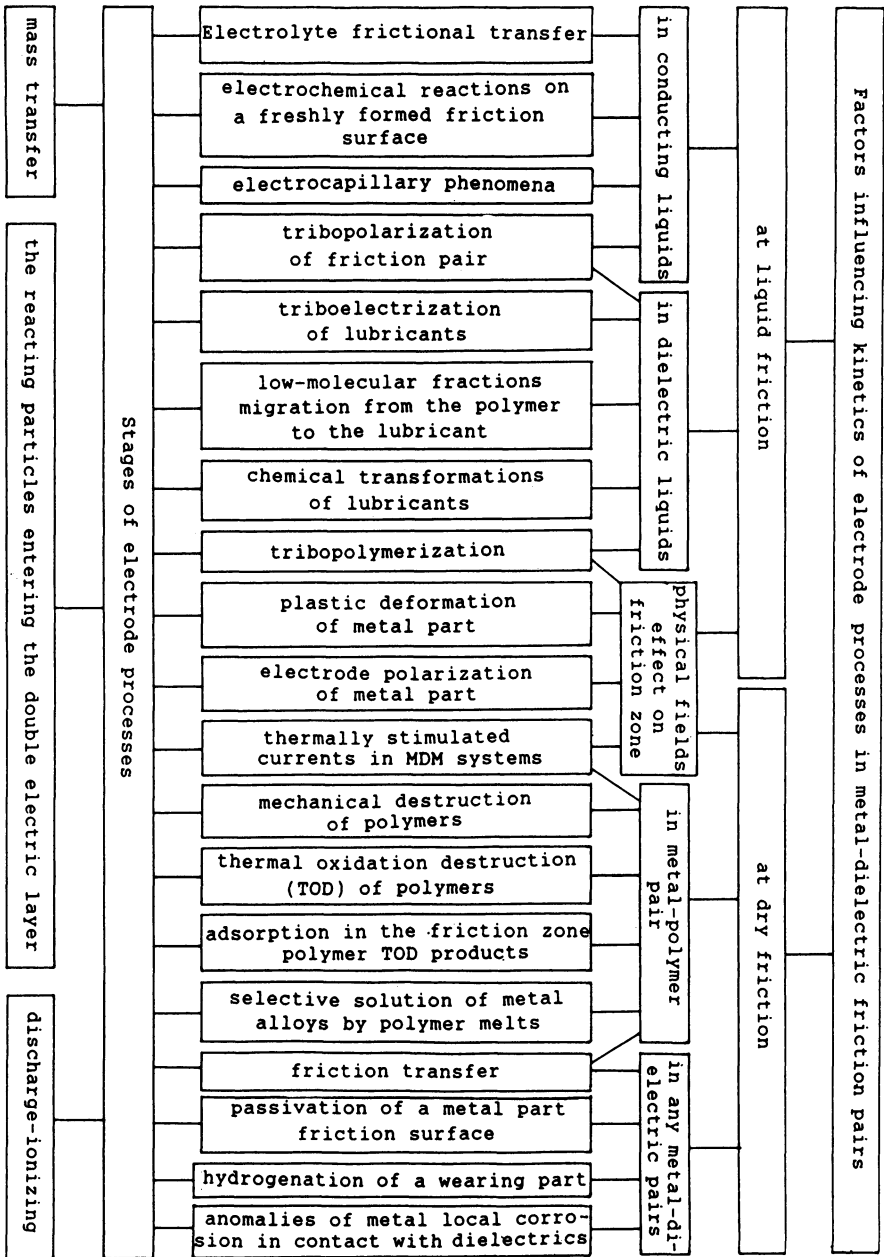 Factors influencing kinetics of electrode processes in metal-dielectric friction pairs
at liquid friction
at dry friction
in conducting liquids
in dielectric liquids
physical fields
effect on
friction zone
in metal-polymer
pair
in any metal-di-
electric pairs
Electrolyte frictional transfer
electrochemical reactions on
a freshly formed friction
surface
electrocapillary phenomena
tribopolarization
of friction pair
triboelectrization
of lubricants
low-molecular fractions
migration from the polymer
to the lubricant
chemical transformations
of lubricants
tribopolymerization
plastic deformation
of metal part
electrode polarization
of metal part
thermally stimulated
currents in MDM systems
mechanical destruction
of polymers
thermal oxidation destruction
(TOD) of polymers
adsorption in the friction zone
polymer TOD products
selective solution of metal
alloys by polymer melts
friction transfer
passivation of a metal part
friction surface
hydrogenation of a wearing part
anomalies of metal local corro-
sion in contact with dielectrics
Stages of electrode processes
mass transfer
the reacting particles entering the double electric layer
discharge-ionizing